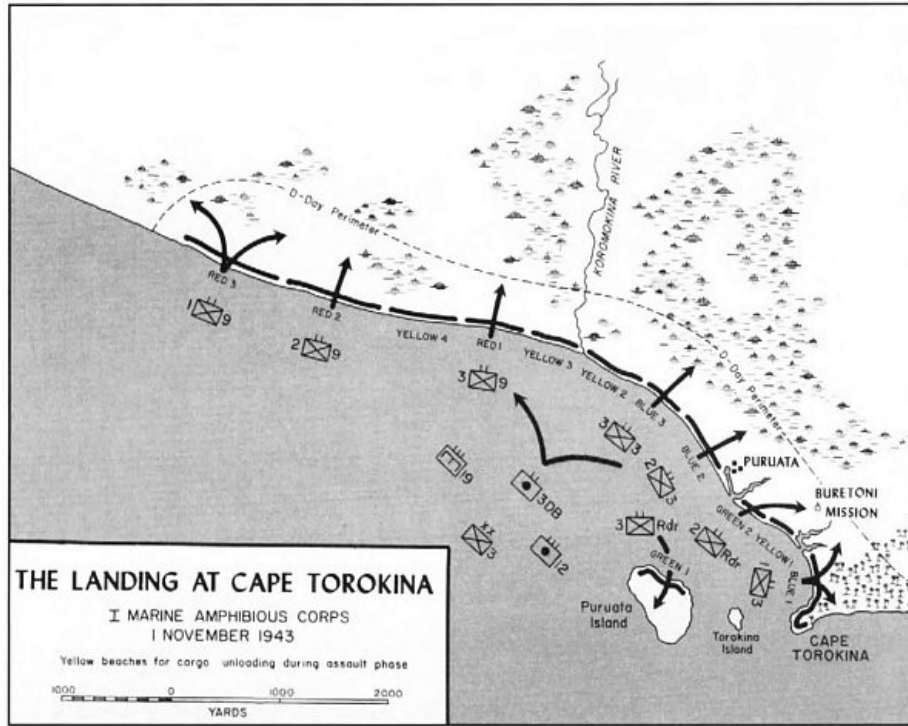 KOROMOKINA RIVER
D-Day Perimeter
D-Day Perimeter
RED 3
RED 2
YELLOW 4
RED 1
YELLOW 3
YELLOW 2
BLUE 3
BLUE 2
PURUATA
BURETONI
MISSION
GREEN 2
YELLOW 1
BLUE 1
GREEN 1
1 9
2 9
3 9
3 3
2 3
19
3DB
XX
3
12
3 Rdr
2 Rdr
1 3
Puruata
Island
Torokina
Island
CAPE
TOROKINA
THE LANDING AT CAPE TOROKINA
I MARINE AMPHIBIOUS CORPS
1 NOVEMBER 1943
Yellow beaches for cargo unloading during assault phase
1000 0 1000 2000
YARDS